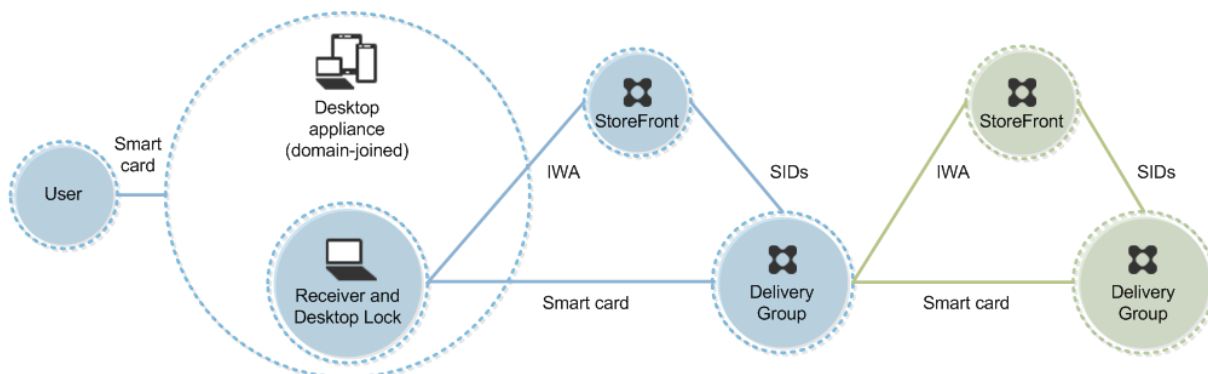 Desktop
appliance
(domain-joined)
Smart
card
User
Receiver and
Desktop Lock
IWA
StoreFront
SIDs
Smart card
Delivery
Group
IWA
StoreFront
SIDs
Smart card
Delivery
Group